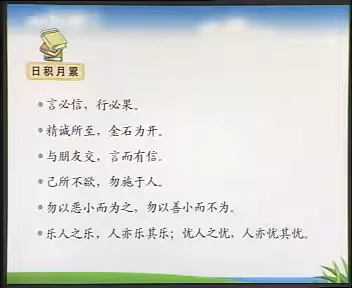 日积月累
言必信，行必果。
精诚所至，金石为开。
与朋友交，言而有信。
己所不欲，勿施于人。
勿以恶小而为之，勿以善小而不为。
乐人之乐，人亦乐其乐；忧人之忧，人亦忧其忧。